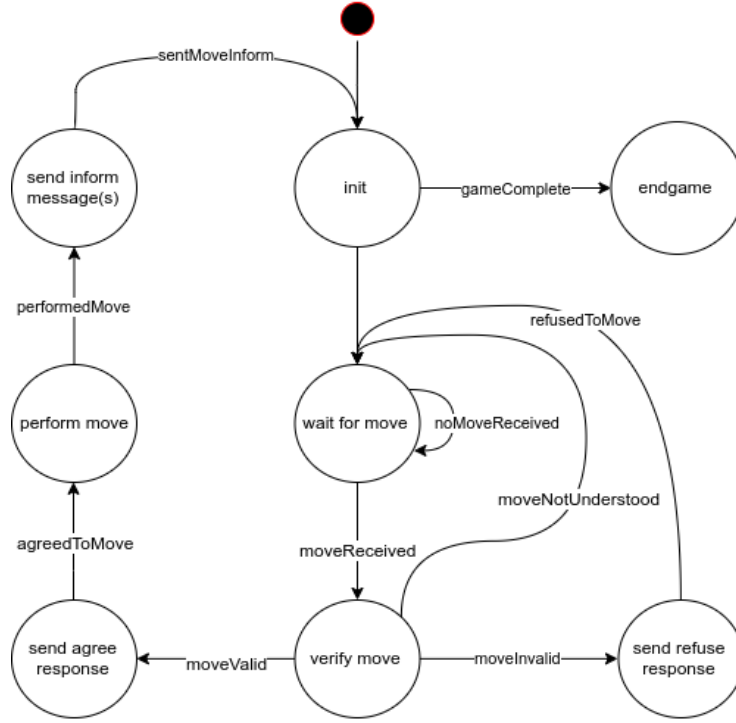 sentMoveInform
send inform
message(s)
init
gameComplete
endgame
performedMove
refusedToMove
perform move
wait for move
noMoveReceived
moveNotUnderstood
agreedToMove
moveReceived
send agree
response
moveValid
verify move
moveInvalid
send refuse
response